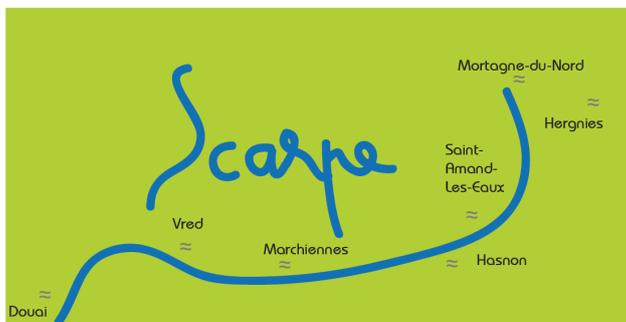 Mortagne-du-Nord
Hergnies
Scarpe
Saint-
Amand-
Les-Eaux
Vred
Marchiennes
Hasnon
Douai